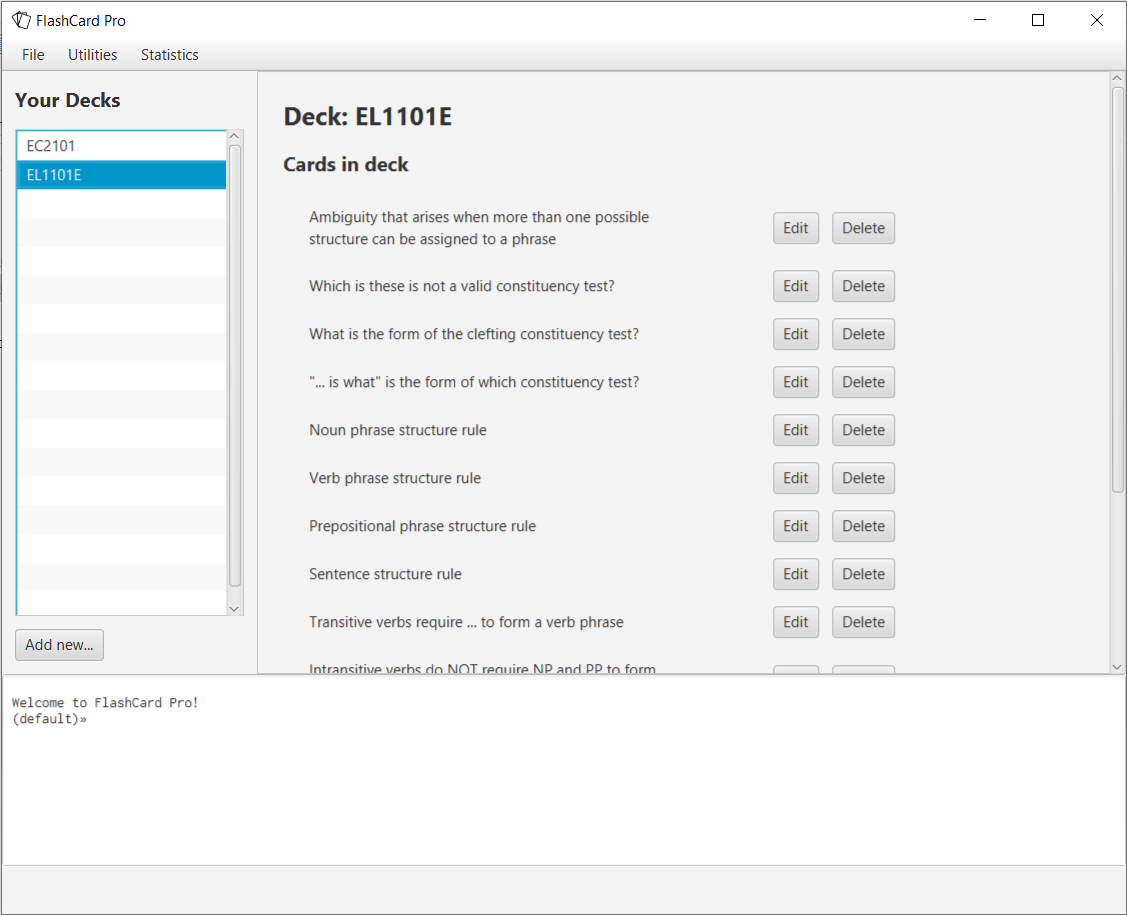 FlashCard Pro
File Utilities Statistics
Your Decks
EC2101
EL1101E
Add new...
Deck: EL1101E
Cards in deck
Ambiguity that arises when more than one possible
structure can be assigned to a phrase
Edit Delete
Which is these is not a valid constituency test?
Edit Delete
What is the form of the clefting constituency test?
Edit Delete
"... is what" is the form of which constituency test?
Edit Delete
Noun phrase structure rule
Edit Delete
Verb phrase structure rule
Edit Delete
Prepositional phrase structure rule
Edit Delete
Sentence structure rule
Edit Delete
Transitive verbs require ... to form a verb phrase
Edit Delete
Intransitive verbs do NOT require NP and PP to form
Welcome to FlashCard Pro!
(default)»